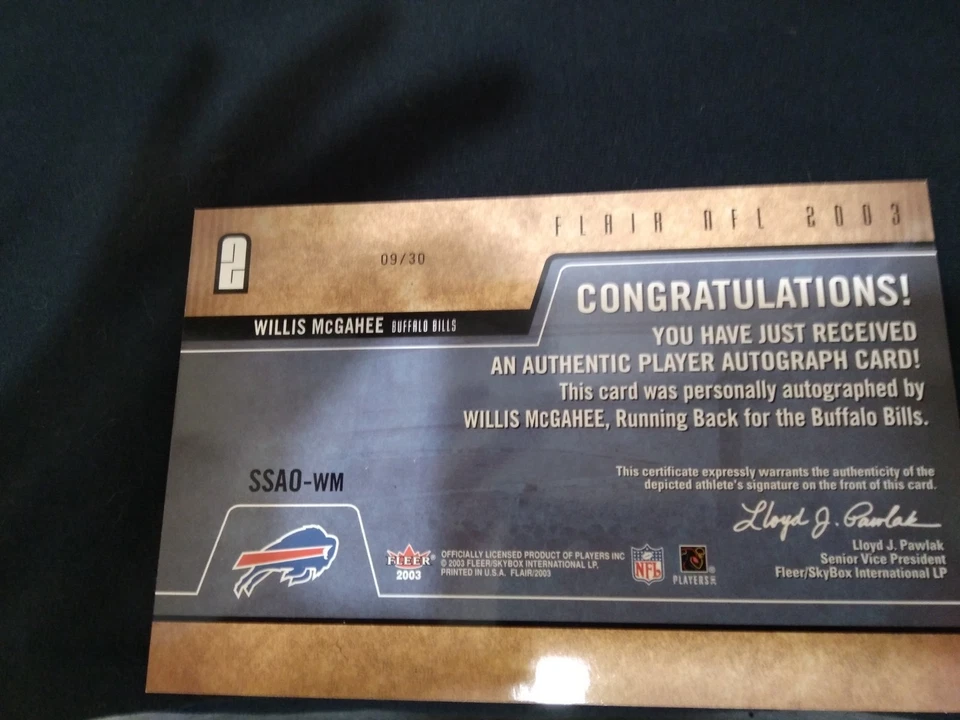 FLAIR NFL 2003
2
09/30
WILLIS McGAHEE BUFFALO BILLS
CONGRATULATIONS!
YOU HAVE JUST RECEIVED
AN AUTHENTIC PLAYER AUTOGRAPH CARD!
This card was personally autographed by
WILLIS McGAHEE, Running Back for the Buffalo Bills.
SSAO-WM
This certificate expressly warrants the authenticity of the
depicted athlete's signature on the front of this card.
Lloyd J. Pawlak
Lloyd J. Pawlak
Senior Vice President
Fleer/SkyBox International LP
FLEER
2003
OFFICIALLY LICENSED PRODUCT OF PLAYERS INC
© 2003 FLEER/SKYBOX INTERNATIONAL LP.
PRINTED IN U.S.A. FLAIR/2003
NFL
PLAYERS INC